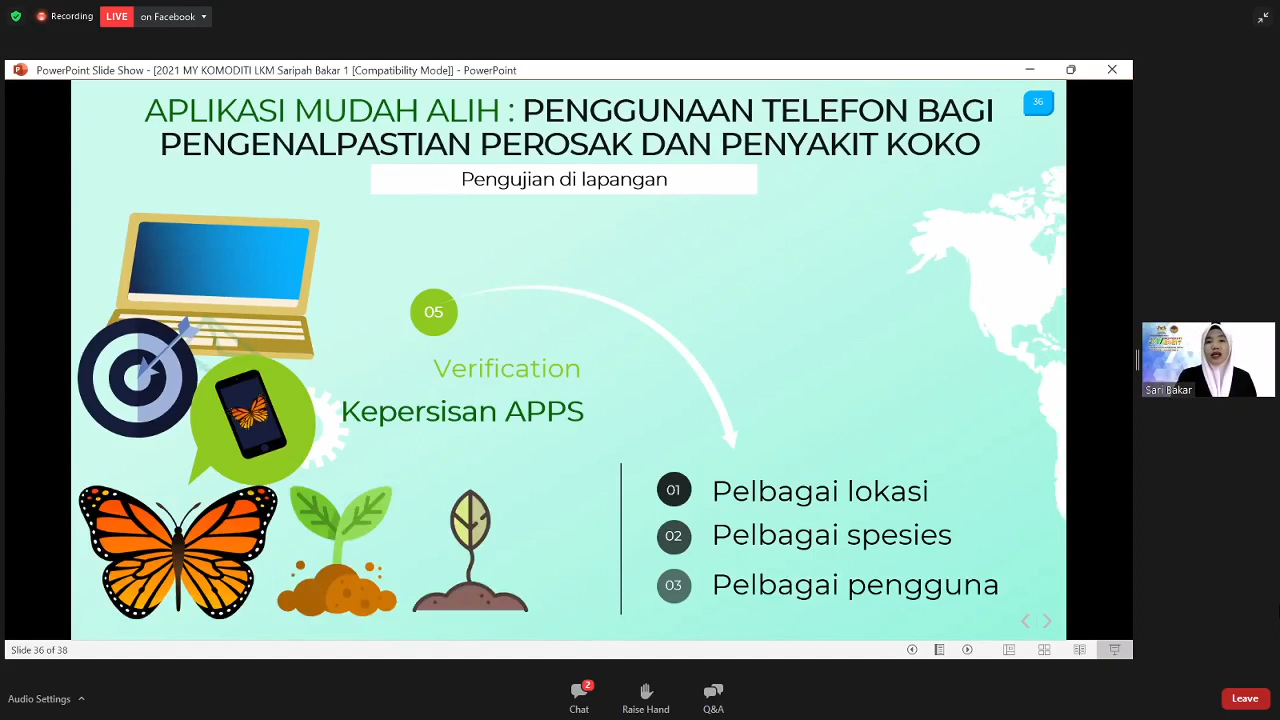 Recording
LIVE
on Facebook
PowerPoint Slide Show - [2021 MY KOMODITI LKM Saripah Bakar 1 [Compatibility Mode]] - PowerPoint
APLIKASI MUDAH ALIH : PENGGUNAAN TELEFON BAGI
PENGENALPASTIAN PEROSAK DAN PENYAKIT KOKO
36
Pengujian di lapangan
05
Verification
Kepersisan APPS
01 Pelbagai lokasi
02 Pelbagai spesies
03 Pelbagai pengguna
Sari Bakar
Slide 36 of 38
Audio Settings
2
Chat
Raise Hand
Q&A
Leave